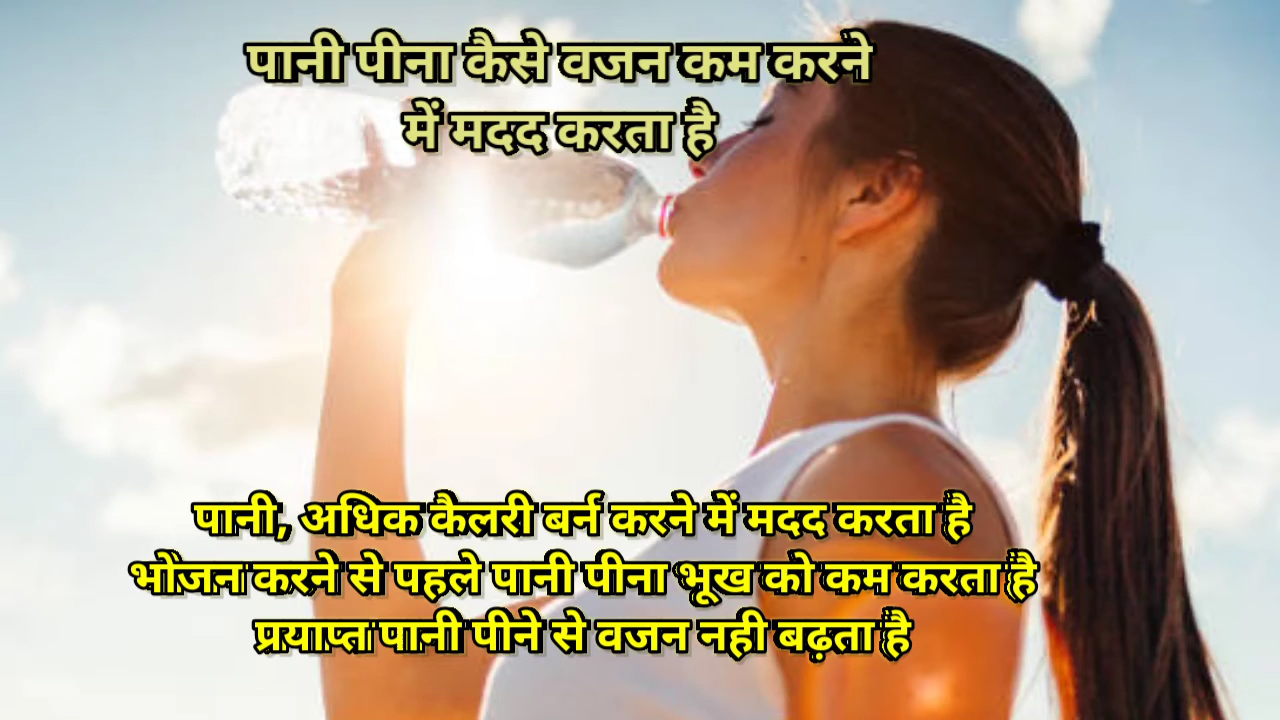 पानी पीना कैसे वजन कम करने
में मदद करता है
पानी, अधिक कैलरी बर्न करने में मदद करता है
भोजन करने से पहले पानी पीना भूख को कम करता है
प्रयाप्त पानी पीने से वजन नही बढ़ता है